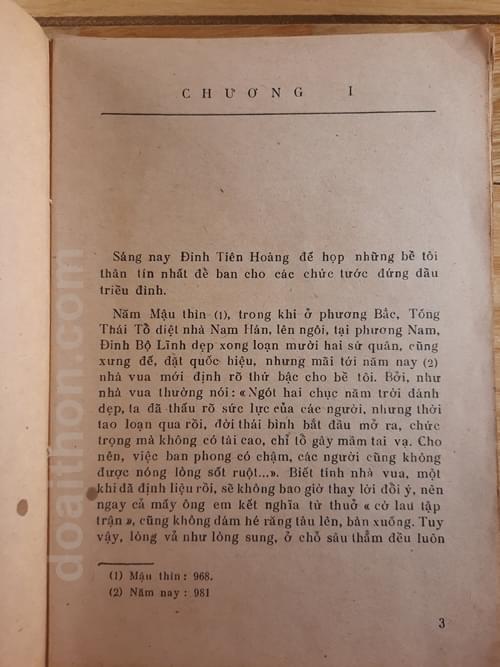 CHƯƠNG I
Sáng nay Đinh Tiên Hoàng để họp những bề tôi
thân tín nhất để ban cho các chức tước đứng đầu
triều đình.
Năm Mậu thìn (1), trong khi ở phương Bắc, Tống
Thái Tổ diệt nhà Nam Hán, lên ngôi, tại phương Nam,
Đinh Bộ Lĩnh dẹp xong loạn mười hai sứ quân, cũng
xưng đế, đặt quốc hiệu, nhưng mãi tới năm nay (2)
nhà vua mới định rõ thứ bậc cho bề tôi. Bởi, như
nhà vua thường nói: « Ngót hai chục năm trời đánh
dẹp, ta đã thấu rõ sức lực của các người, nhưng thời
tao loạn qua rồi, đời thái bình bắt đầu mở ra, chức
trọng mà không có tài cao, chỉ tổ gây mầm tai vạ. Cho
nên, việc ban phong có chậm, các người cũng không
được nóng lòng sốt ruột...». Biết tính nhà vua, một
khi đã định liệu rồi, sẽ không bao giờ thay lời đổi ý, nên
ngay cả mấy ông em kết nghĩa từ thuở « cờ lau tập
trận », cũng không dám hé răng tâu lên, bàn xuống. Tuy
vậy, lòng vả như lòng sung, ở chỗ sâu thẳm đều luôn
(1) Mậu thìn: 968.
(2) Năm nay: 981
3
doaithon.com